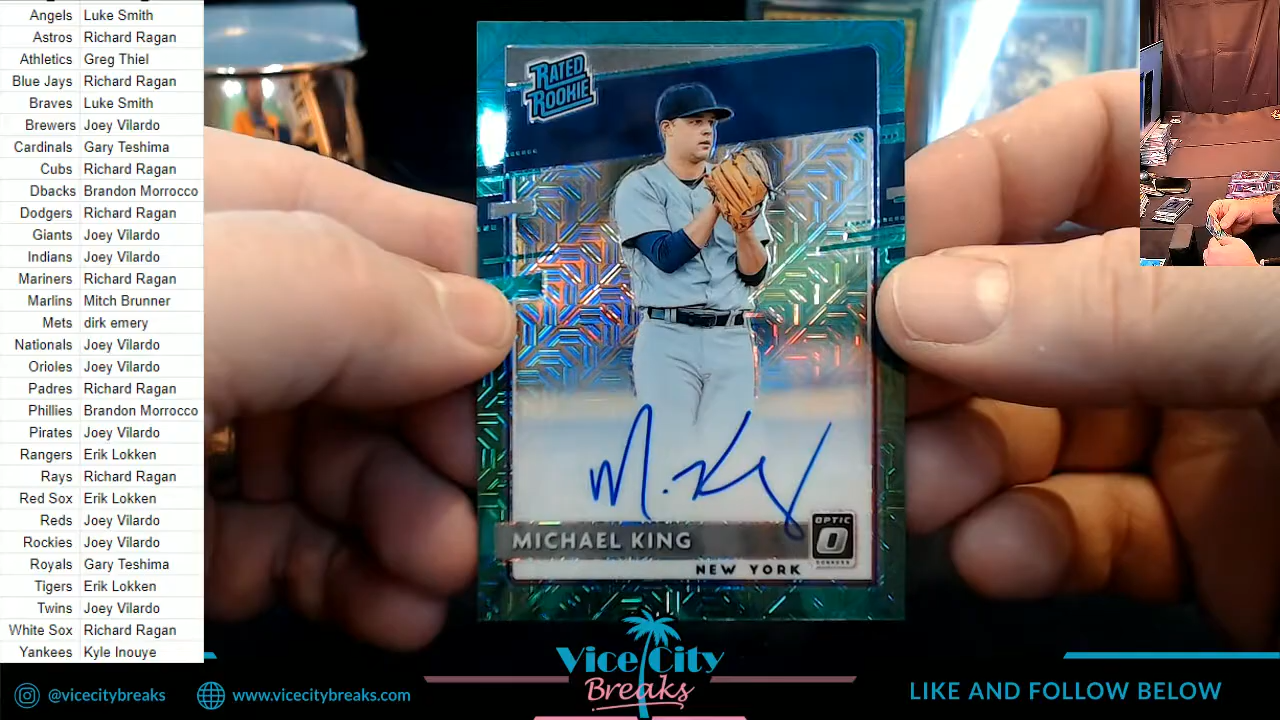 Angels Luke Smith
Astros Richard Ragan
Athletics Greg Thiel
Blue Jays Richard Ragan
Braves Luke Smith
Brewers Joey Vilardo
Cardinals Gary Teshima
Cubs Richard Ragan
Dbacks Brandon Morrocco
Dodgers Richard Ragan
Giants Joey Vilardo
Indians Joey Vilardo
Mariners Richard Ragan
Marlins Mitch Brunner
Mets dirk emery
Nationals Joey Vilardo
Orioles Joey Vilardo
Padres Richard Ragan
Phillies Brandon Morrocco
Pirates Joey Vilardo
Rangers Erik Lokken
Rays Richard Ragan
Red Sox Erik Lokken
Reds Joey Vilardo
Rockies Joey Vilardo
Royals Gary Teshima
Tigers Erik Lokken
Twins Joey Vilardo
White Sox Richard Ragan
Yankees Kyle Inouye
RATED
ROOKIE
M. King
MICHAEL KING
NEW YORK
OPTIC
DONRUSS
Vice City
Breaks
@vicecitybreaks
www.vicecitybreaks.com
LIKE AND FOLLOW BELOW